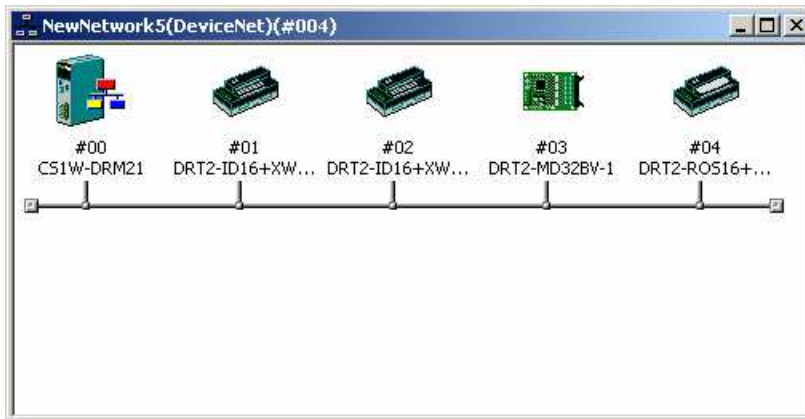 NewNetwork5(DeviceNet)(#004)
#00 #01 #02 #03 #04
CS1W-DRM21 DRT2-ID16+XW... DRT2-ID16+XW... DRT2-MD32BV-1 DRT2-ROS16+...